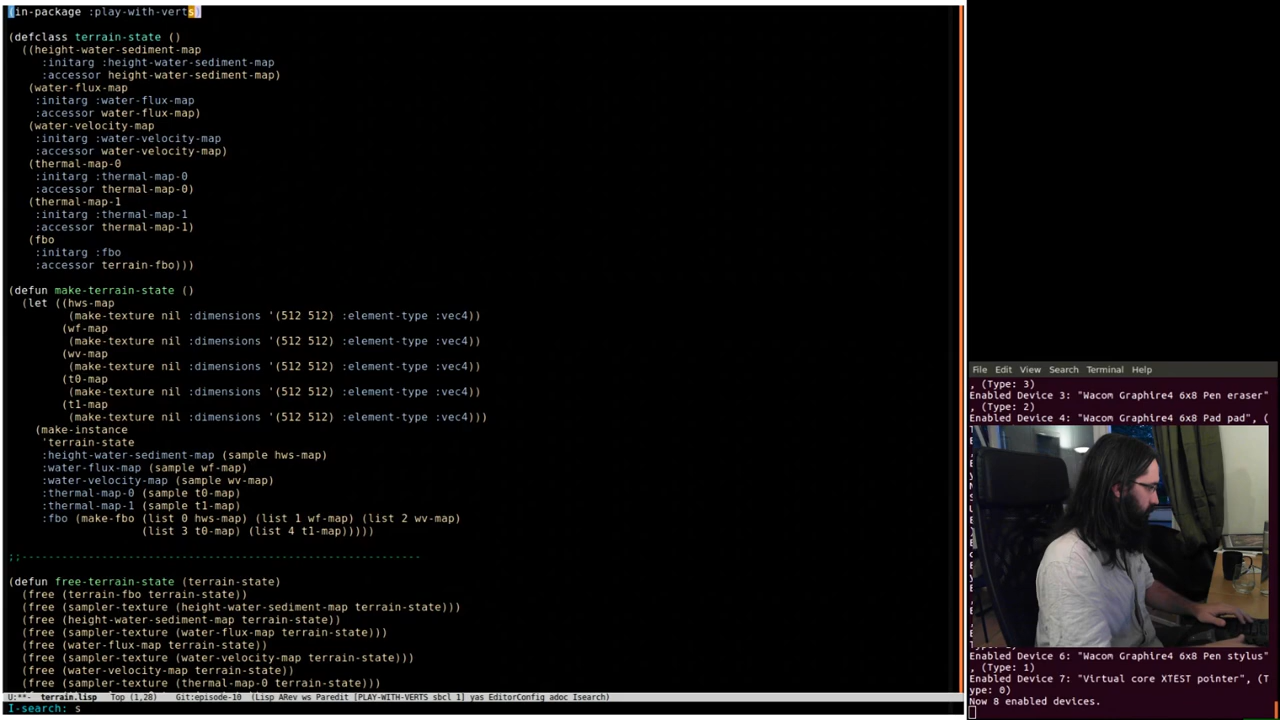 (in-package :play-with-verts)
(defclass terrain-state ()
((height-water-sediment-map
:initarg :height-water-sediment-map
:accessor height-water-sediment-map)
(water-flux-map
:initarg :water-flux-map
:accessor water-flux-map)
(water-velocity-map
:initarg :water-velocity-map
:accessor water-velocity-map)
(thermal-map-0
:initarg :thermal-map-0
:accessor thermal-map-0)
(thermal-map-1
:initarg :thermal-map-1
:accessor thermal-map-1)
(fbo
:initarg :fbo
:accessor terrain-fbo)))
(defun make-terrain-state ()
(let ((hws-map
(make-texture nil :dimensions '(512 512) :element-type :vec4))
(wf-map
(make-texture nil :dimensions '(512 512) :element-type :vec4))
(wv-map
(make-texture nil :dimensions '(512 512) :element-type :vec4))
(t0-map
(make-texture nil :dimensions '(512 512) :element-type :vec4))
(t1-map
(make-texture nil :dimensions '(512 512) :element-type :vec4)))
(make-instance
'terrain-state
:height-water-sediment-map (sample hws-map)
:water-flux-map (sample wf-map)
:water-velocity-map (sample wv-map)
:thermal-map-0 (sample t0-map)
:thermal-map-1 (sample t1-map)
:fbo (make-fbo (list 0 hws-map) (list 1 wf-map) (list 2 wv-map)
(list 3 t0-map) (list 4 t1-map)))))
;;------------------------------------------------------------
(defun free-terrain-state (terrain-state)
(free (terrain-fbo terrain-state))
(free (sampler-texture (height-water-sediment-map terrain-state)))
(free (height-water-sediment-map terrain-state))
(free (sampler-texture (water-flux-map terrain-state)))
(free (water-flux-map terrain-state))
(free (sampler-texture (water-velocity-map terrain-state)))
(free (water-velocity-map terrain-state))
(free (sampler-texture (thermal-map-0 terrain-state)))
U:**- terrain.lisp Top (1,28) Git:episode-10 (Lisp ARev ws Paredit [PLAY-WITH-VERTS sbcl 1] yas EditorConfig adoc Isearch)
I-search: s
File Edit View Search Terminal Help
, (Type: 3)
Enabled Device 3: "Wacom Graphire4 6x8 Pen eraser"
, (Type: 2)
Enabled Device 4: "Wacom Graphire4 6x8 Pad pad", (
Enabled Device 6: "Wacom Graphire4 6x8 Pen stylus"
, (Type: 1)
Enabled Device 7: "Virtual core XTEST pointer", (T
ype: 0)
Now 8 enabled devices.